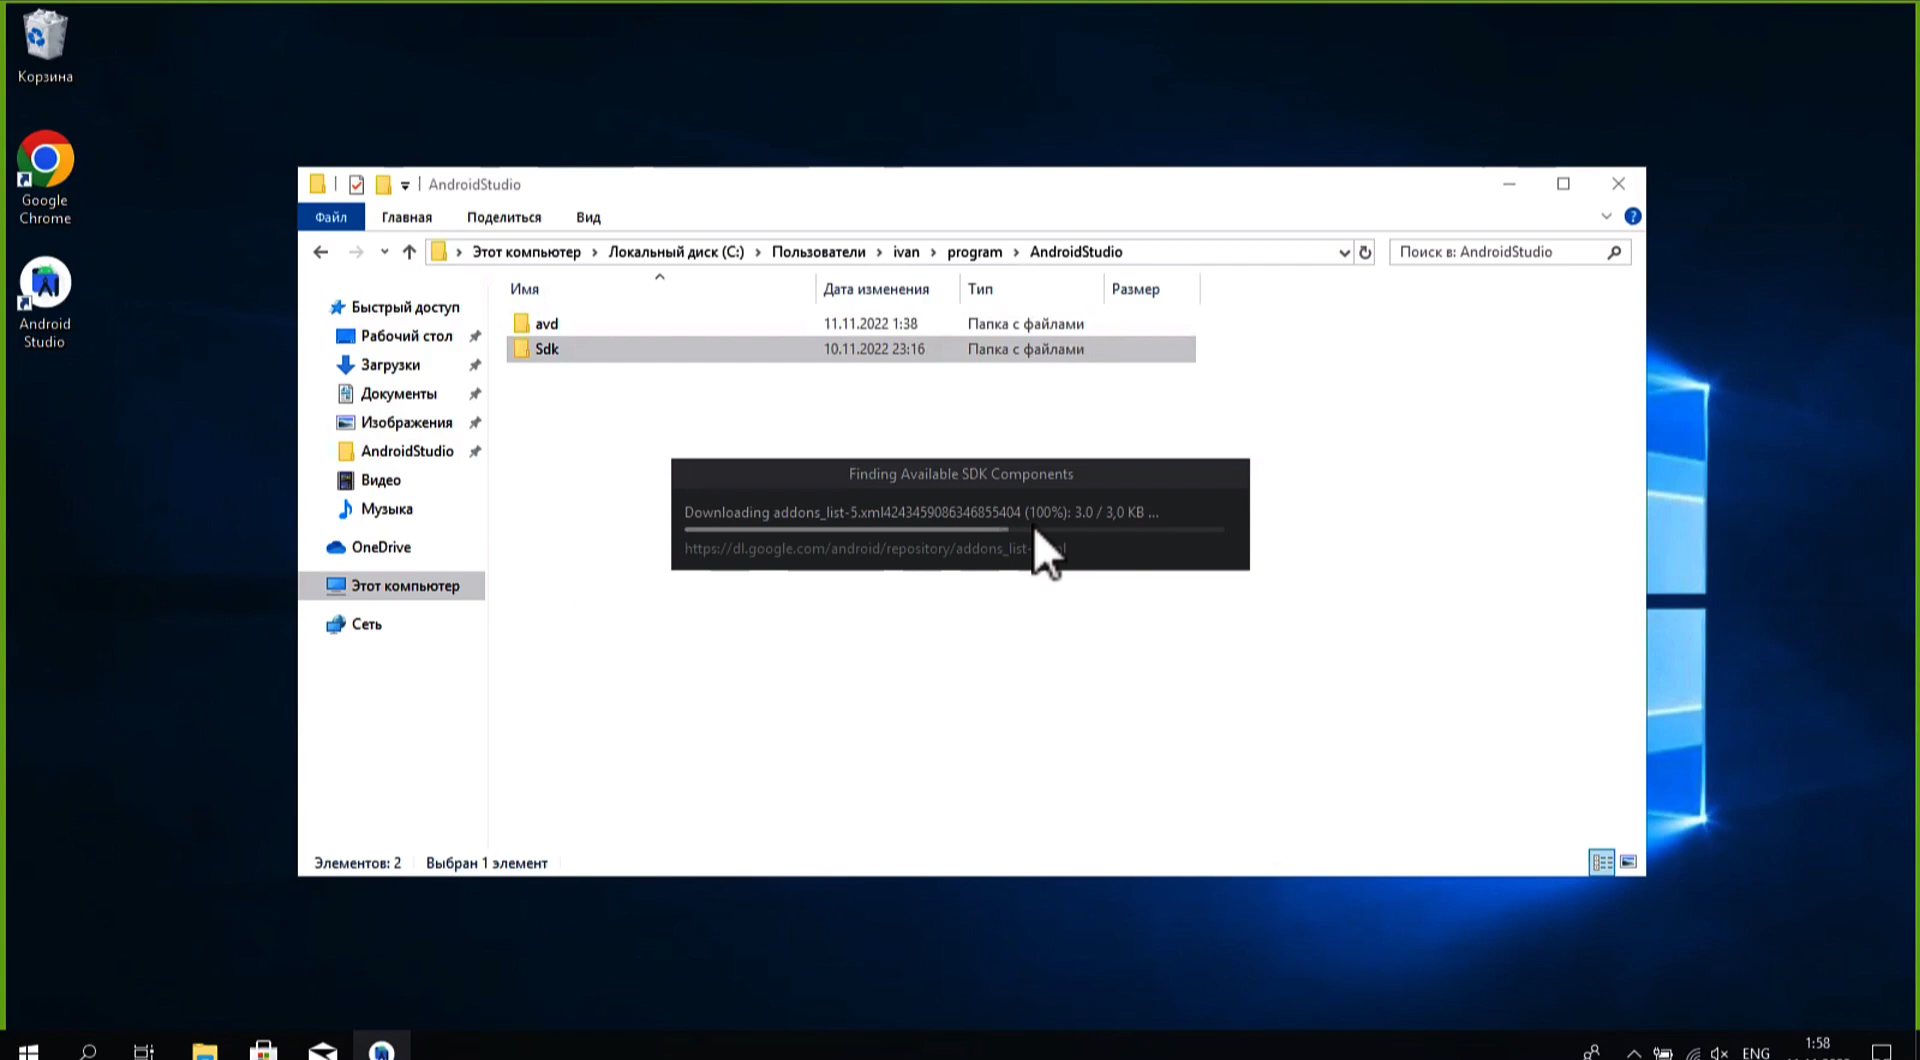 Корзина
Google
Chrome
Android
Studio
AndroidStudio
Файл
Главная
Поделиться
Вид
Этот компьютер
Локальный диск (C:)
Пользователи
ivan
program
AndroidStudio
Поиск в: AndroidStudio
Имя
Дата изменения
Тип
Размер
avd
11.11.2022 1:38
Папка с файлами
Sdk
10.11.2022 23:16
Папка с файлами
Быстрый доступ
Рабочий стол
Загрузки
Документы
Изображения
AndroidStudio
Видео
Музыка
OneDrive
Этот компьютер
Сеть
Finding Available SDK Components
Downloading addons_list-5.xml4243459086346855404 (100%): 3.0 / 3,0 KB ...
https://dl.google.com/android/repository/addons_list-
Элементов: 2
Выбран 1 элемент
ENG
1:58